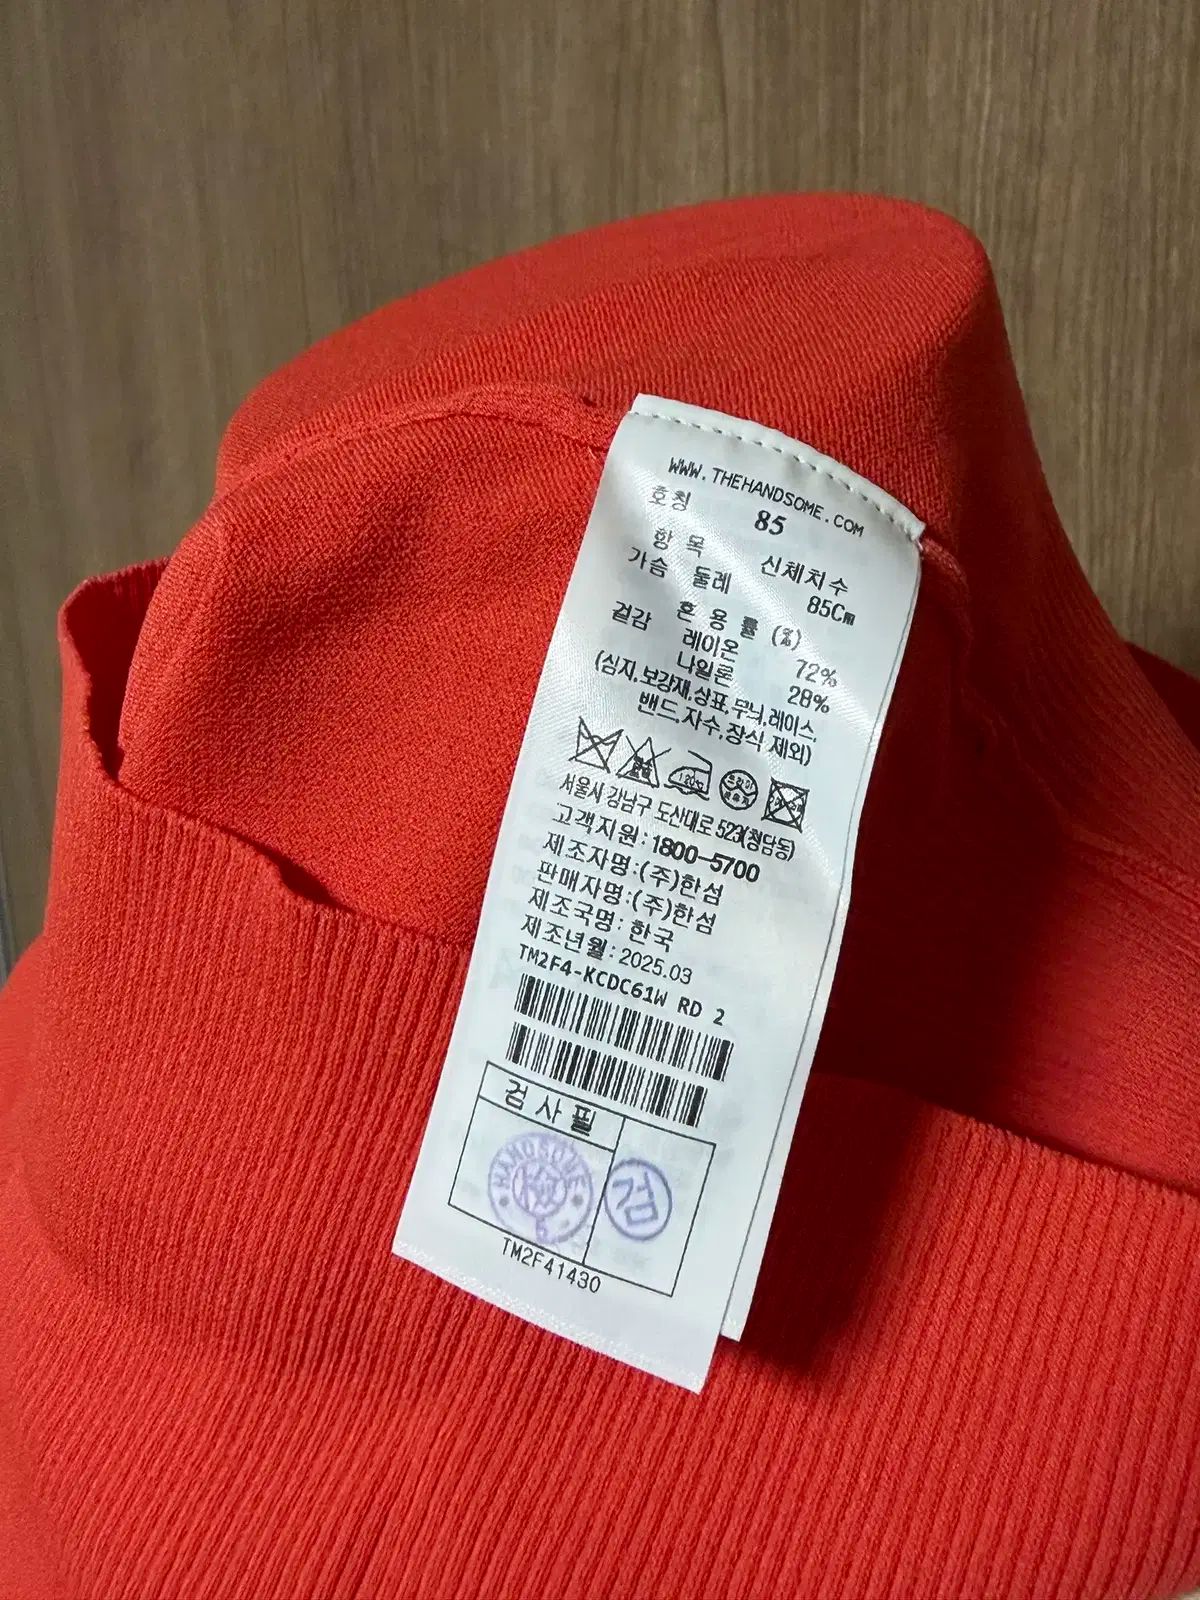 WWW.THEHANDSOME.COM
호칭 85
항 목 신체치수
가슴 둘레 85Cm
겉감 혼 용 률 (%)
레이온 72%
나일론 28%
(심지,보강재,상표,무늬,레이스,
밴드,자수,장식 제외)
120℃
드라이
서울시 강남구 도산대로 523(청담동)
고객지원:1800-5700
제조자명:(주)한섬
판매자명:(주)한섬
제조국명: 한국
제조년월: 2025.03
TM2F4-KCDC61W RD 2
검 사 필
HANDSOME
검
TM2F41430